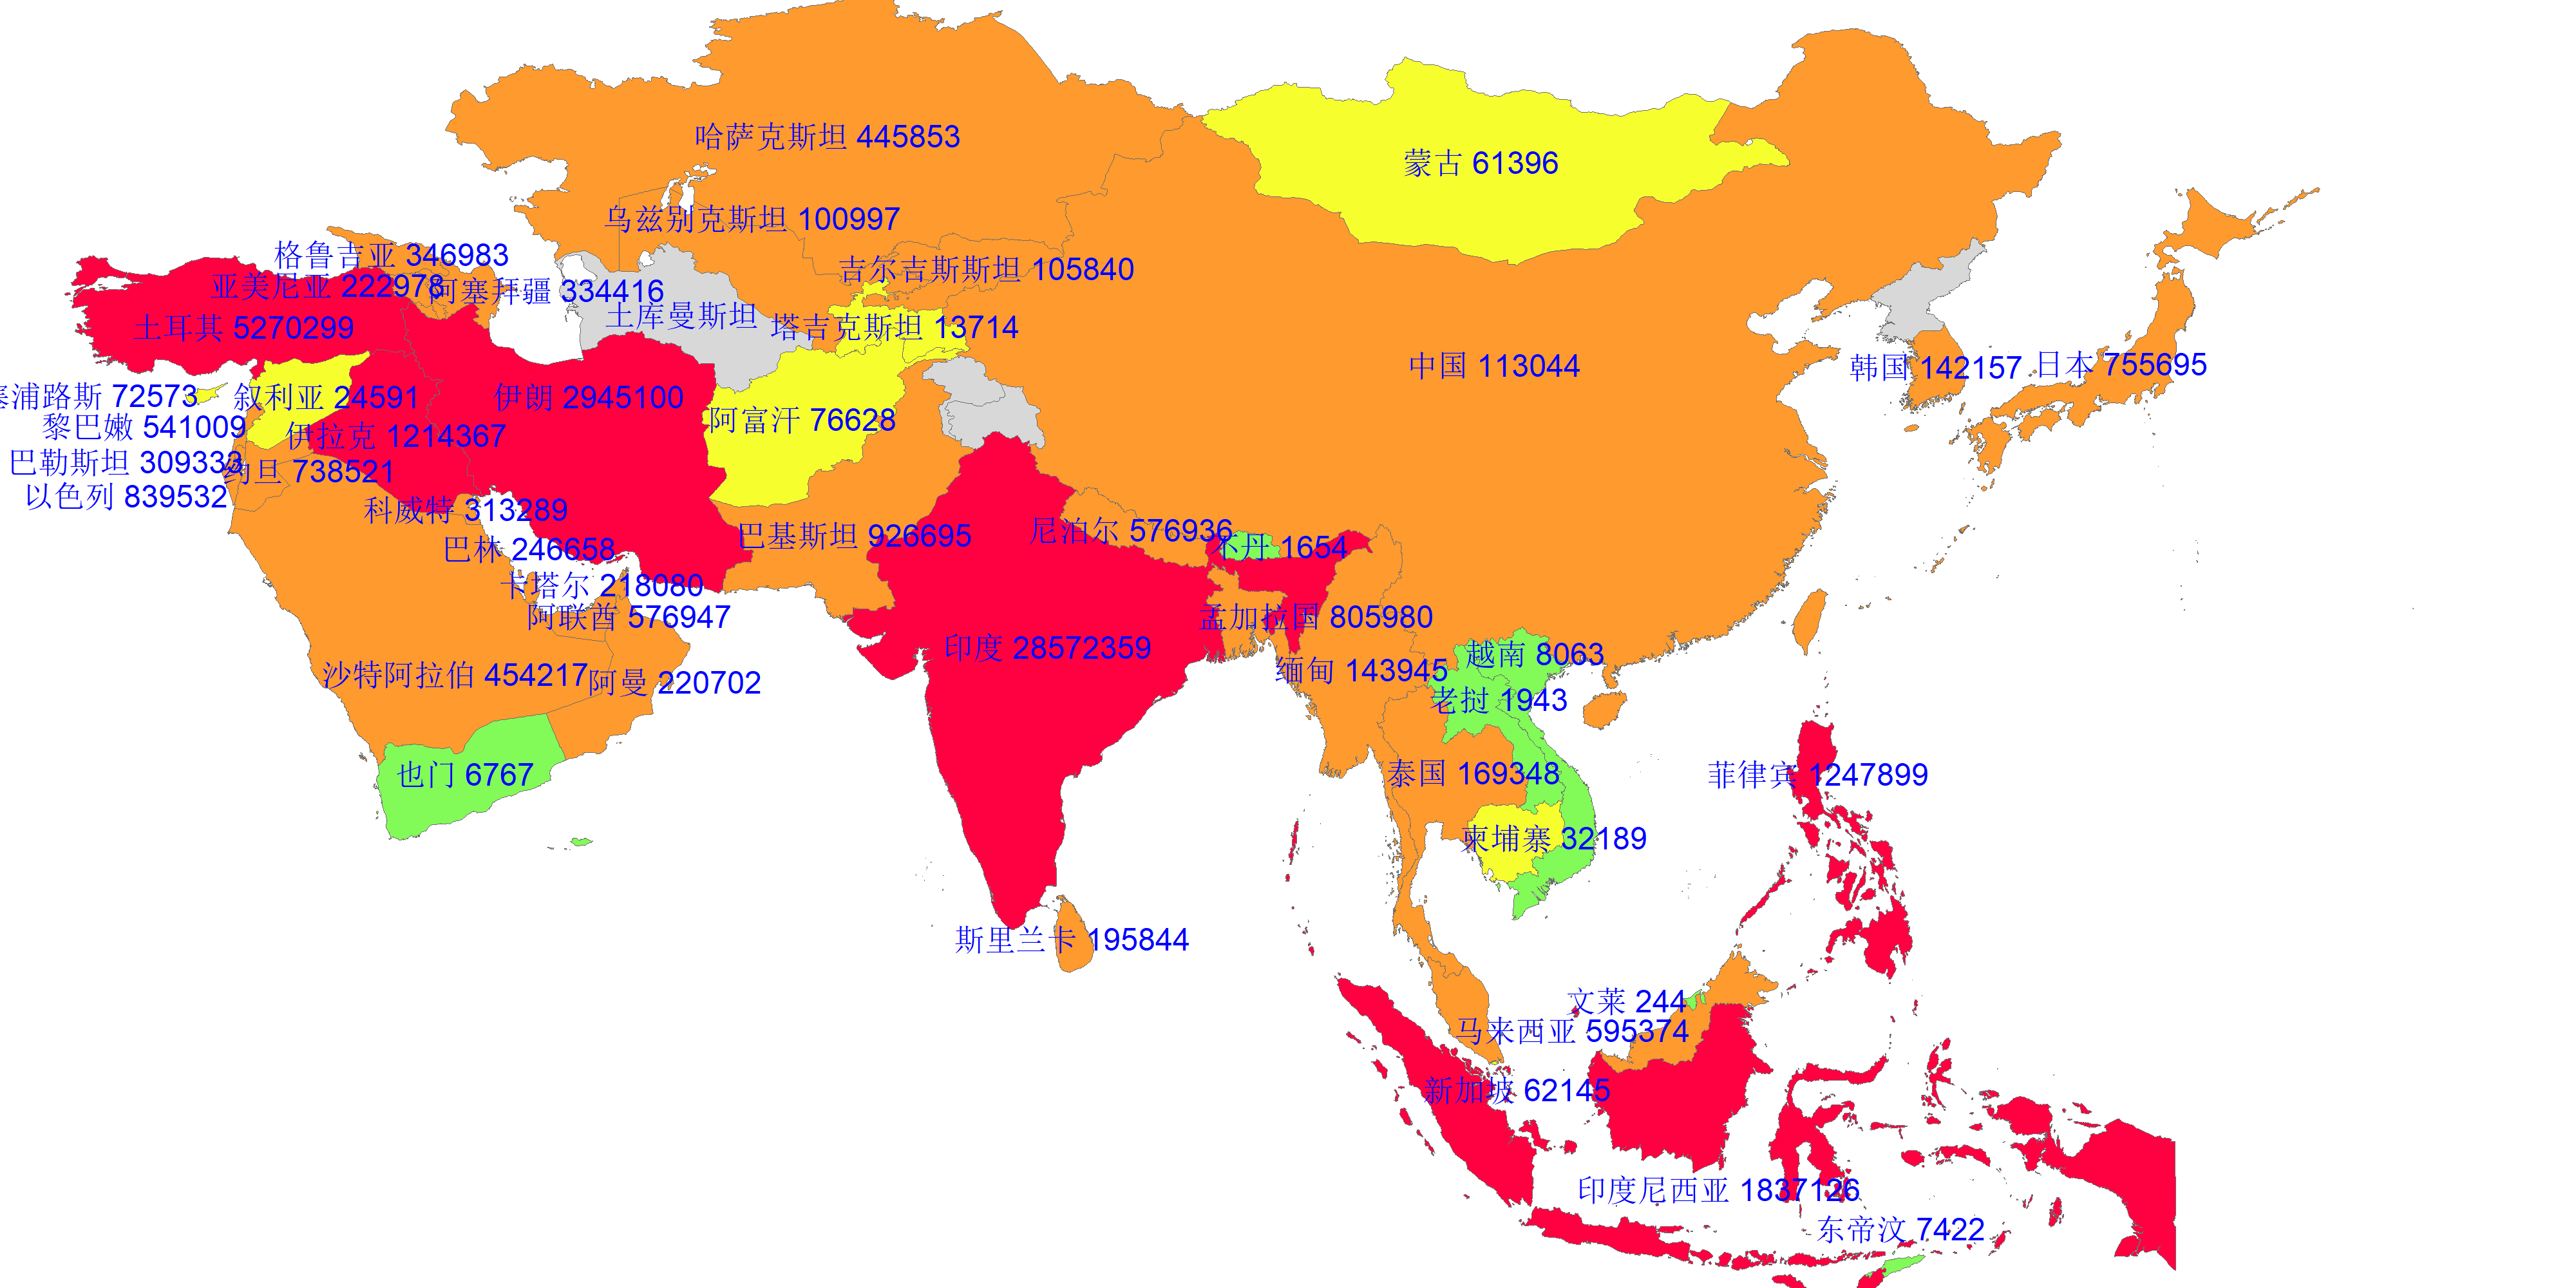 哈萨克斯坦 445853
蒙古 61396
乌兹别克斯坦 100997
格鲁吉亚 346983
吉尔吉斯斯坦 105840
亚美尼亚 222978
阿塞拜疆 334416
土库曼斯坦
土耳其 5270299
塔吉克斯坦 13714
中国 113044
韩国 142157
日本 755695
塞浦路斯 72573
叙利亚 24591
伊朗 2945100
阿富汗 76628
黎巴嫩 541009
伊拉克 1214367
巴勒斯坦 309333
约旦 738521
以色列 839532
科威特 313289
巴基斯坦 926695
尼泊尔 576936
不丹 1654
巴林 246658
卡塔尔 218080
阿联酋 576947
孟加拉国 805980
印度 28572359
越南 8063
缅甸 143945
沙特阿拉伯 454217
阿曼 220702
老挝 1943
也门 6767
泰国 169348
菲律宾 1247899
柬埔寨 32189
斯里兰卡 195844
文莱 244
马来西亚 595374
新加坡 62145
印度尼西亚 1837126
东帝汶 7422